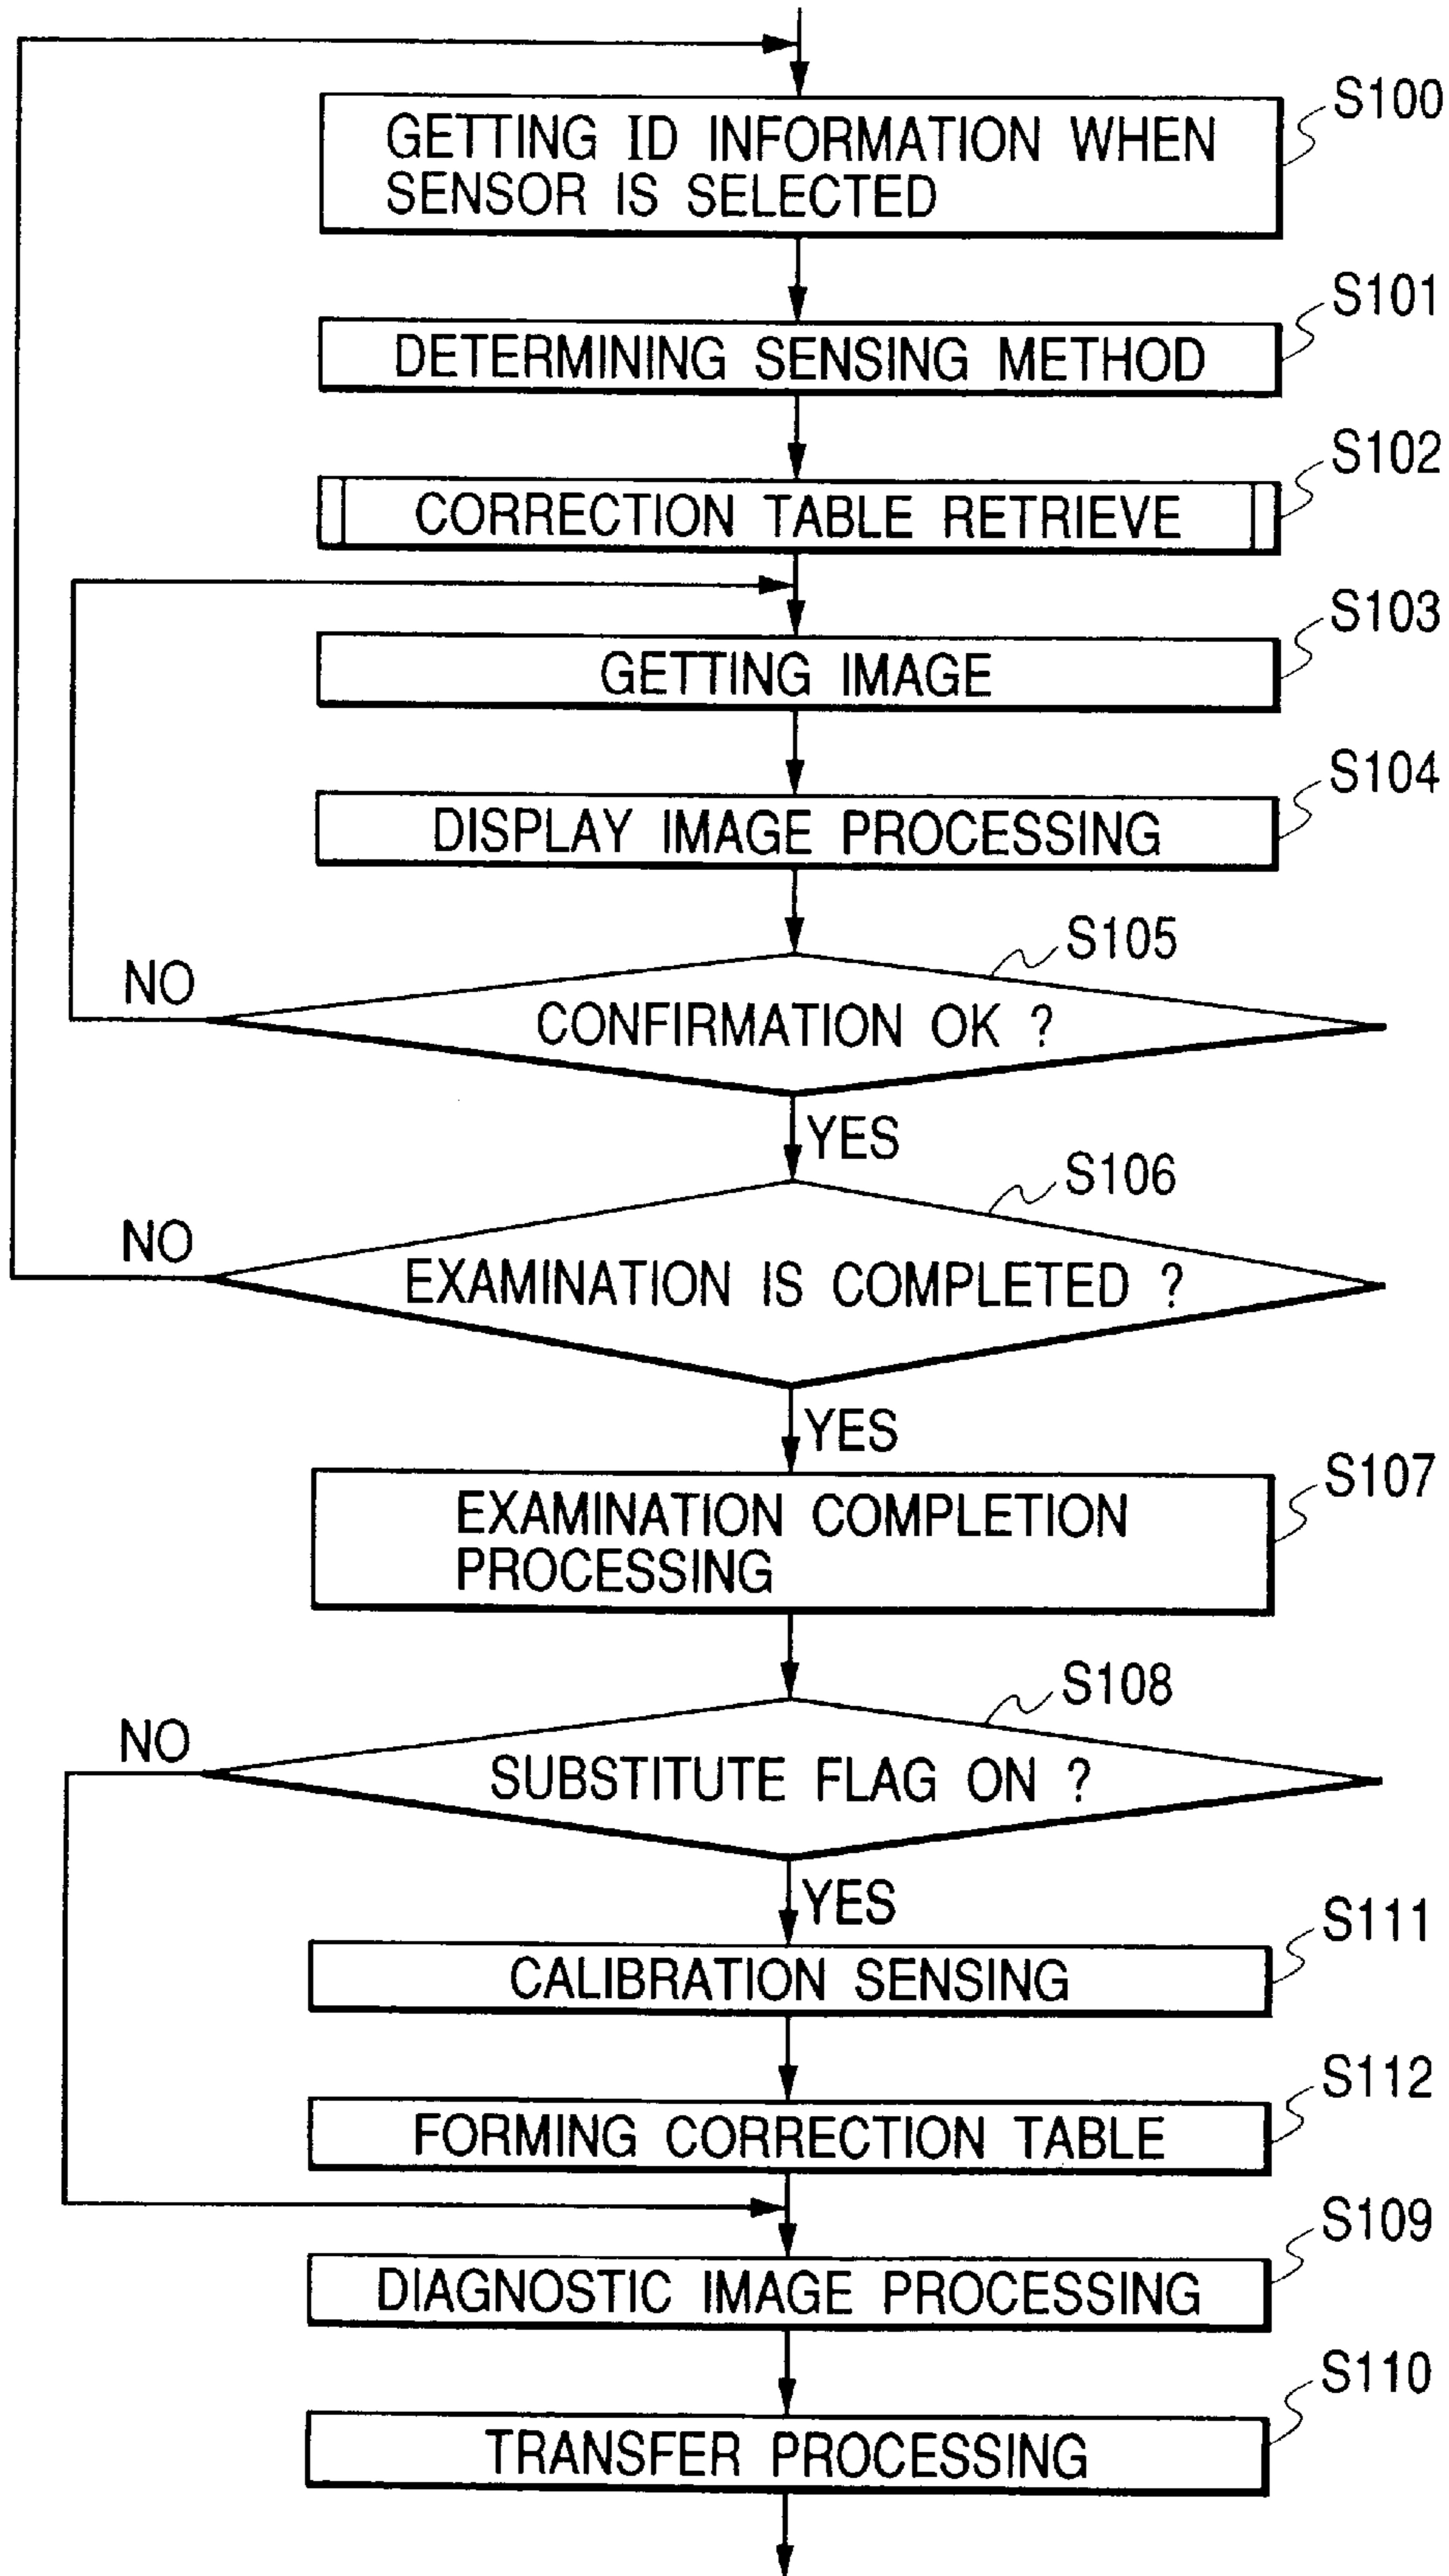 S100
GETTING ID INFORMATION WHEN
SENSOR IS SELECTED
S101
DETERMINING SENSING METHOD
S102
CORRECTION TABLE RETRIEVE
S103
GETTING IMAGE
S104
DISPLAY IMAGE PROCESSING
S105
NO
CONFIRMATION OK ?
YES
S106
NO
EXAMINATION IS COMPLETED ?
YES
S107
EXAMINATION COMPLETION
PROCESSING
S108
NO
SUBSTITUTE FLAG ON ?
YES
S111
CALIBRATION SENSING
S112
FORMING CORRECTION TABLE
S109
DIAGNOSTIC IMAGE PROCESSING
S110
TRANSFER PROCESSING